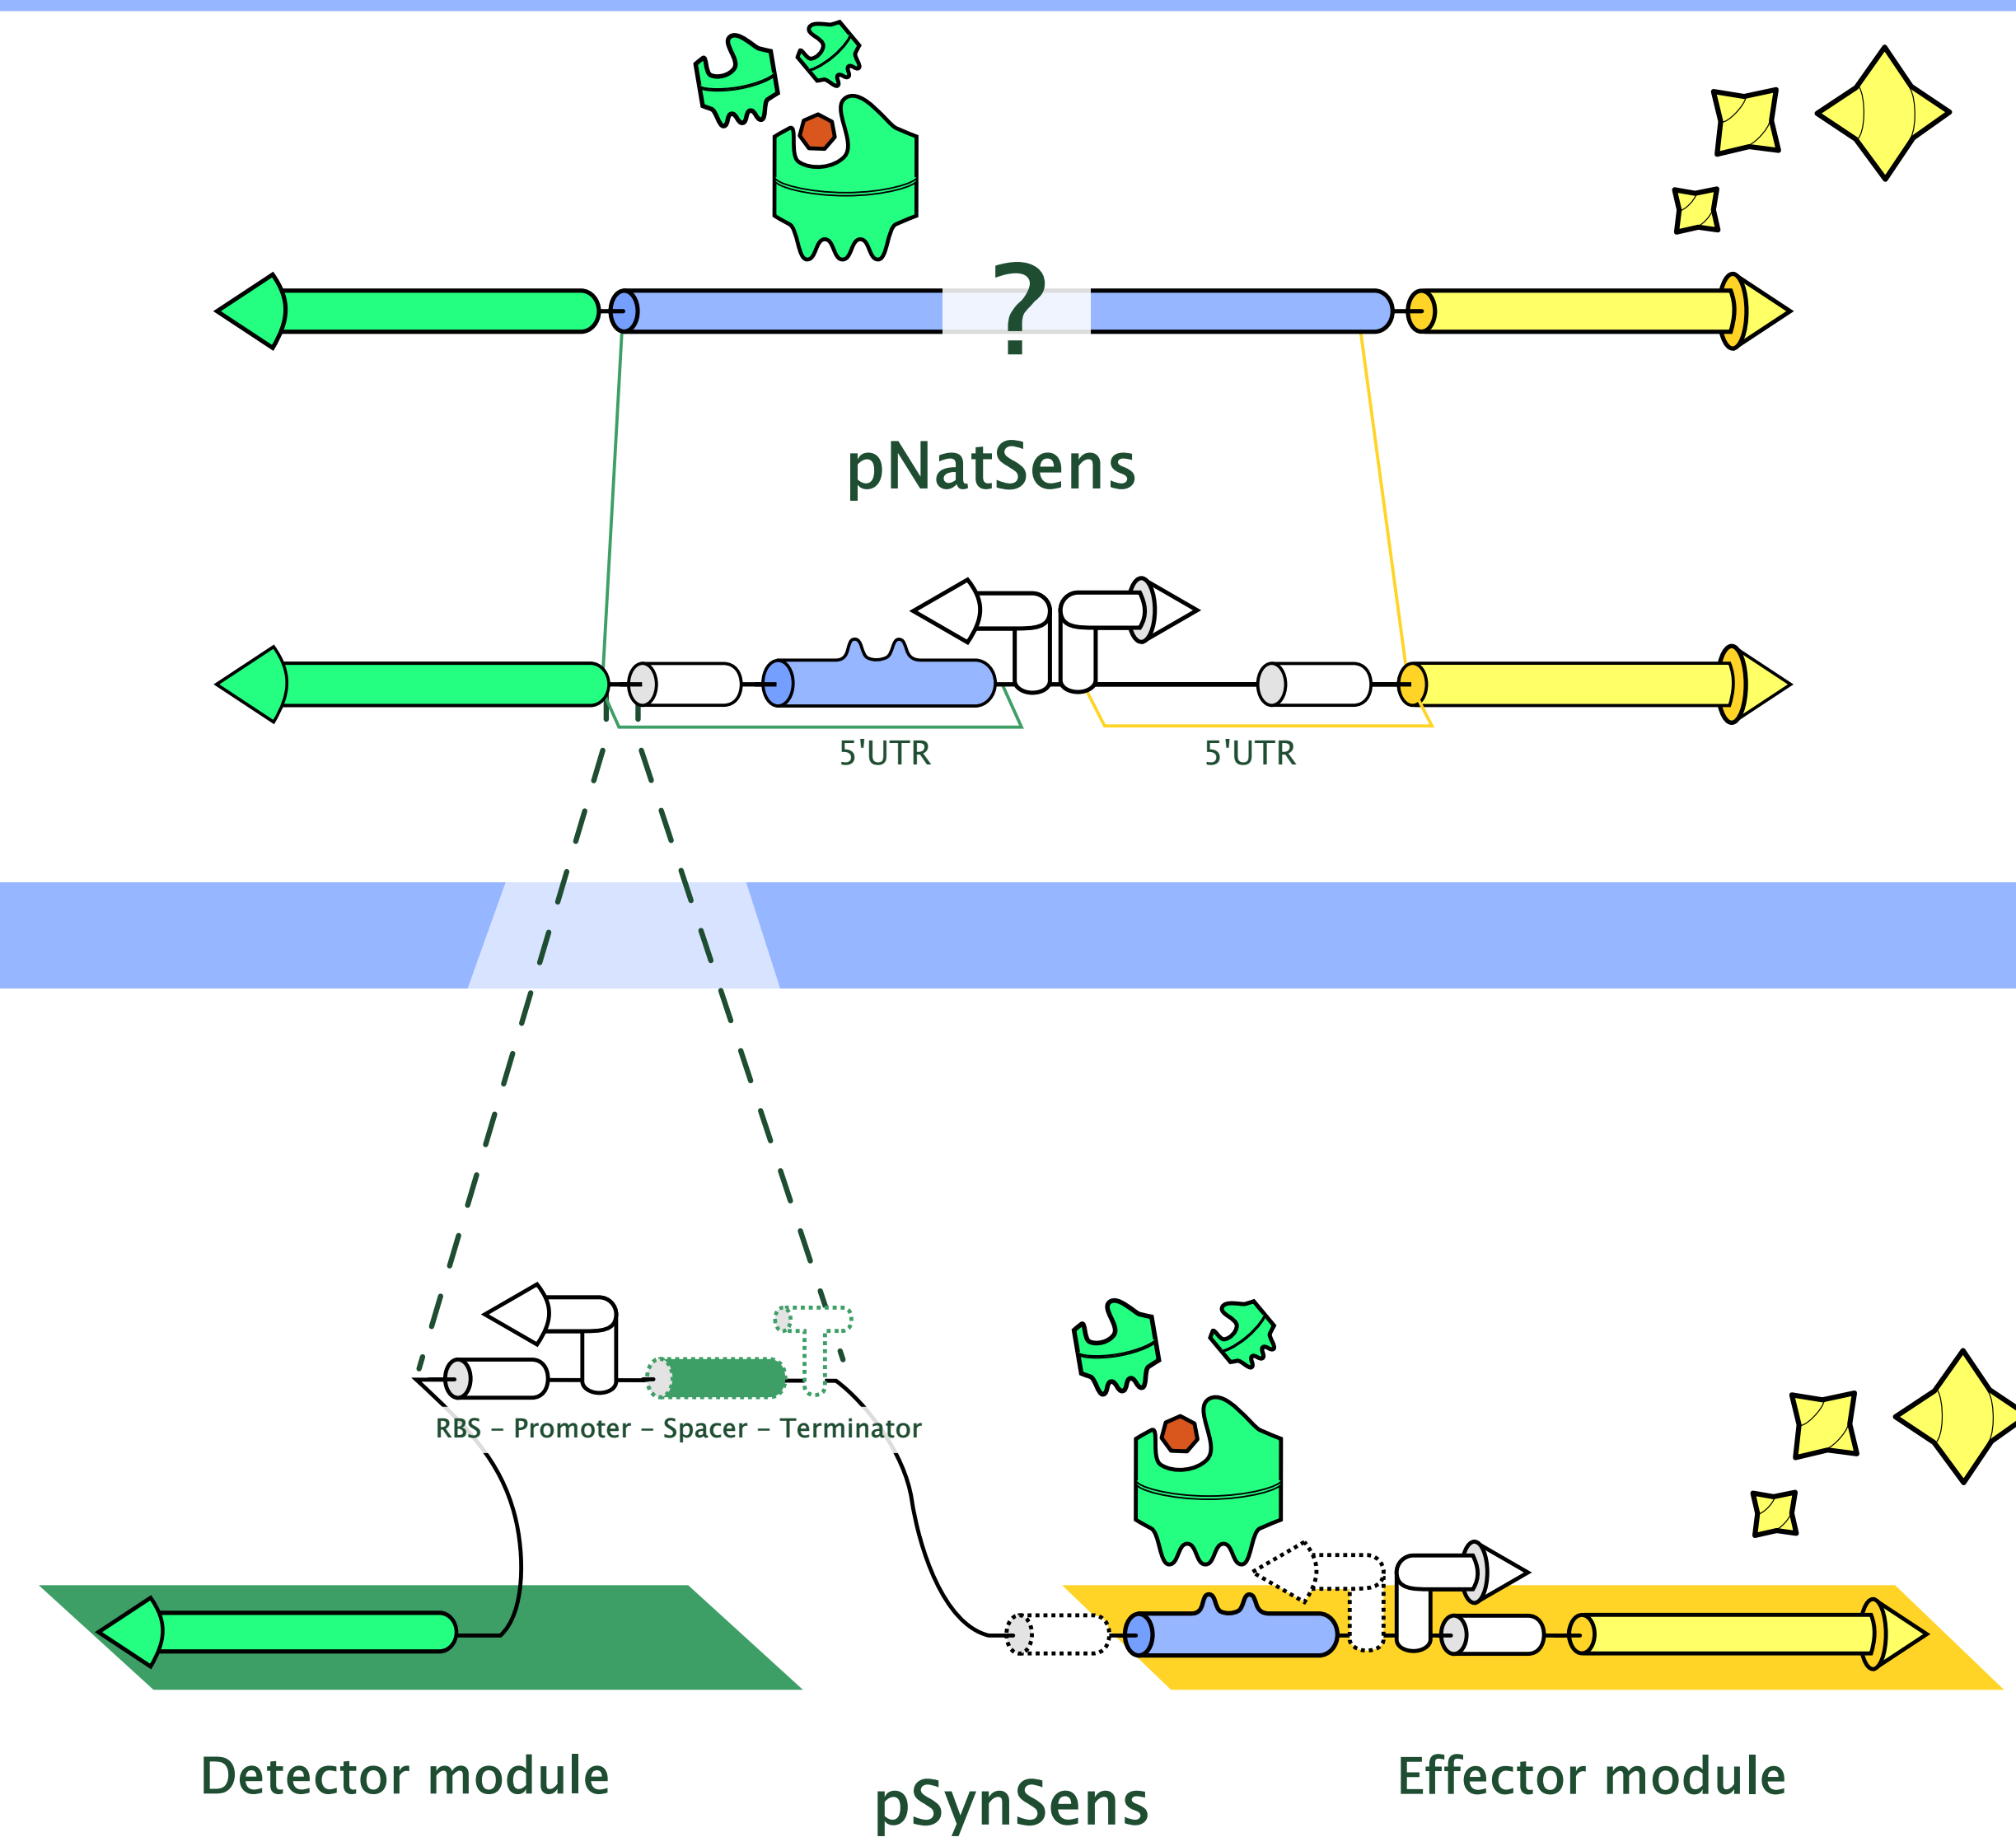 ?
pNatSens
5'UTR 5'UTR
RBS – Promoter – Spacer – Terminator
Detector module
pSynSens
Effector module